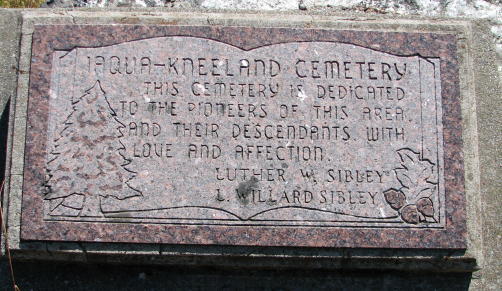 IAQUA-KNEELAND CEMETERY
THIS CEMETERY IS DEDICATED
TO THE PIONEERS OF THIS AREA,
AND THEIR DESCENDANTS WITH
LOVE AND AFFECTION.
LUTHER W. SIBLEY
L. WILLARD SIBLEY